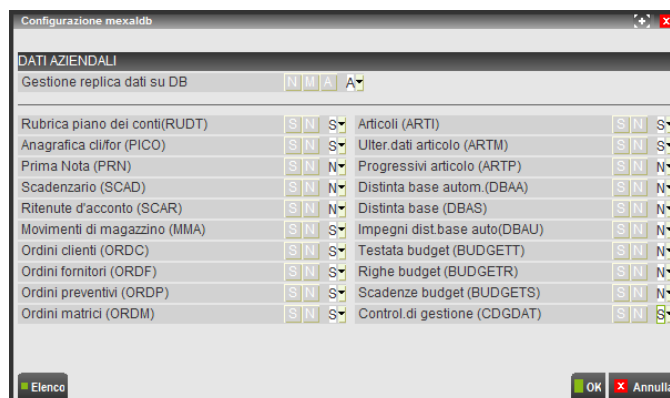 Configurazione mexaldb
DATI AZIENDALI
Gestione replica dati su DB N M A A
Rubrica piano dei conti(RUDT) S N S Articoli (ARTI) S N S
Anagrafica cli/for (PICO) S N S Ulter.dati articolo (ARTM) S N S
Prima Nota (PRN) S N N Progressivi articolo (ARTP) S N N
Scadenzario (SCAD) S N N Distinta base autom.(DBAA) S N N
Ritenute d'acconto (SCAR) S N N Distinta base (DBAS) S N N
Movimenti di magazzino (MMA) S N S Impegni dist.base auto(DBAU) S N N
Ordini clienti (ORDC) S N S Testata budget (BUDGETT) S N N
Ordini fornitori (ORDF) S N S Righe budget (BUDGETR) S N N
Ordini preventivi (ORDP) S N S Scadenze budget (BUDGETS) S N N
Ordini matrici (ORDM) S N S Control.di gestione (CDGDAT) S N S
Elenco OK X Annulla